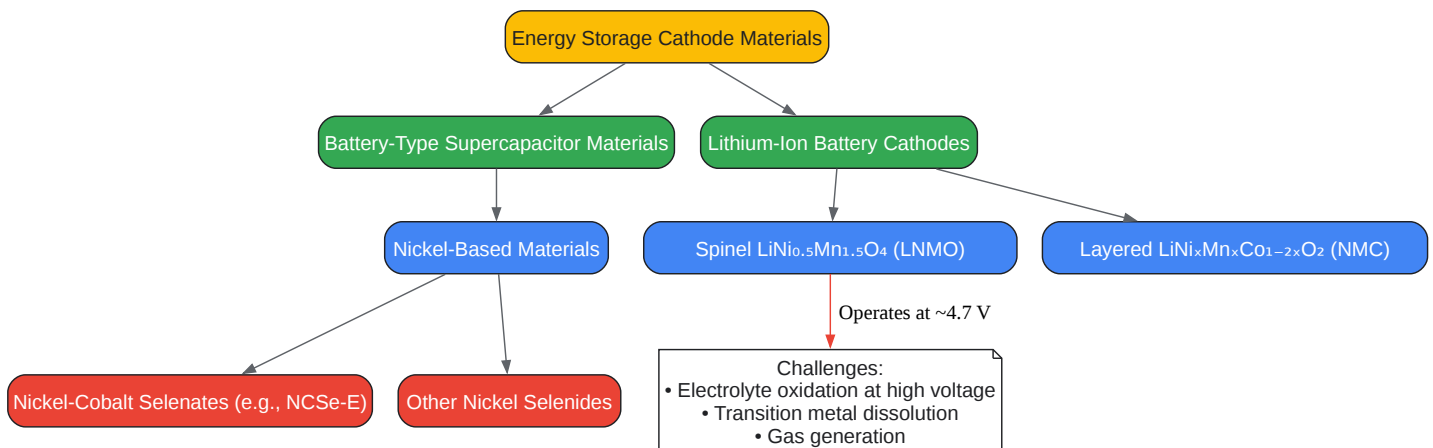 Energy Storage Cathode Materials
Battery-Type Supercapacitor Materials
Lithium-Ion Battery Cathodes
Nickel-Based Materials
Spinel LiNi₀.₅Mn₁.₅O₄ (LNMO)
Layered LiNiₓMnₓCo₁₋₂ₓO₂ (NMC)
Operates at ~4.7 V
Nickel-Cobalt Selenates (e.g., NCSe-E)
Other Nickel Selenides
Challenges:
• Electrolyte oxidation at high voltage
• Transition metal dissolution
• Gas generation